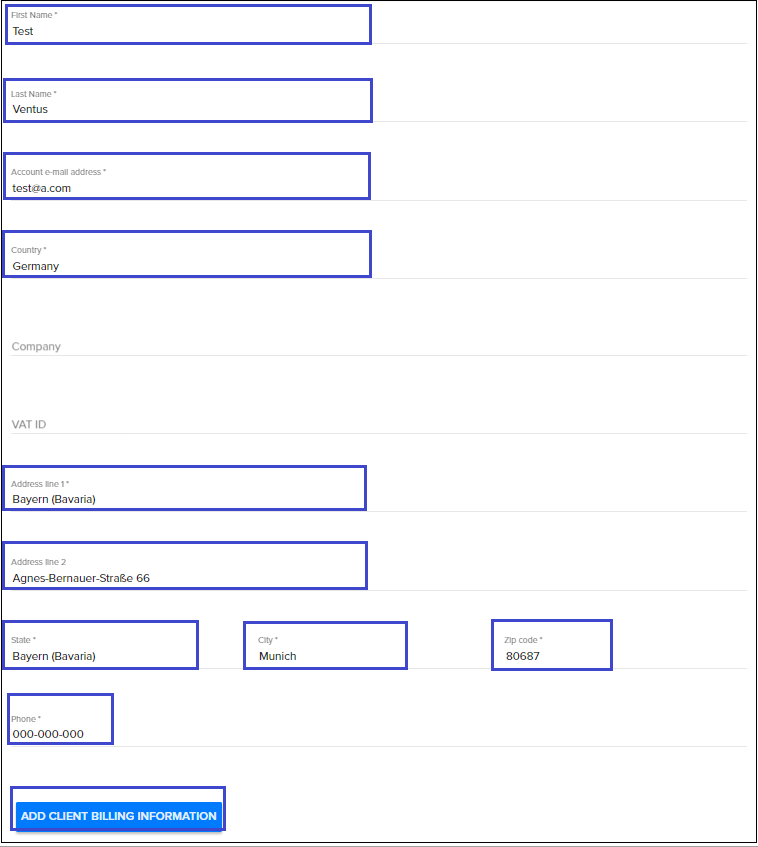 First Name *
Test
Last Name *
Ventus
Account e-mail address *
test@a.com
Country *
Germany
Company
VAT ID
Address line 1 *
Bayern (Bavaria)
Address line 2
Agnes-Bernauer-Straße 66
State * City * Zip code *
Bayern (Bavaria) Munich 80687
Phone *
000-000-000
ADD CLIENT BILLING INFORMATION